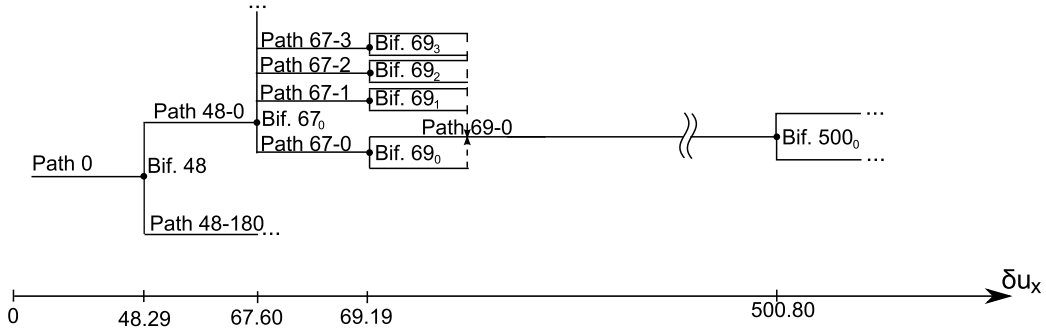 ...
Path 67-3 Bif. 69₃
Path 67-2 Bif. 69₂
Path 67-1 Bif. 69₁
Path 48-0 Bif. 67₀ Path 69-0 ...
Path 67-0 Bif. 69₀ Bif. 500₀
Path 0 Bif. 48 ...
Path 48-180 ...
δuₓ
0 48.29 67.60 69.19 500.80